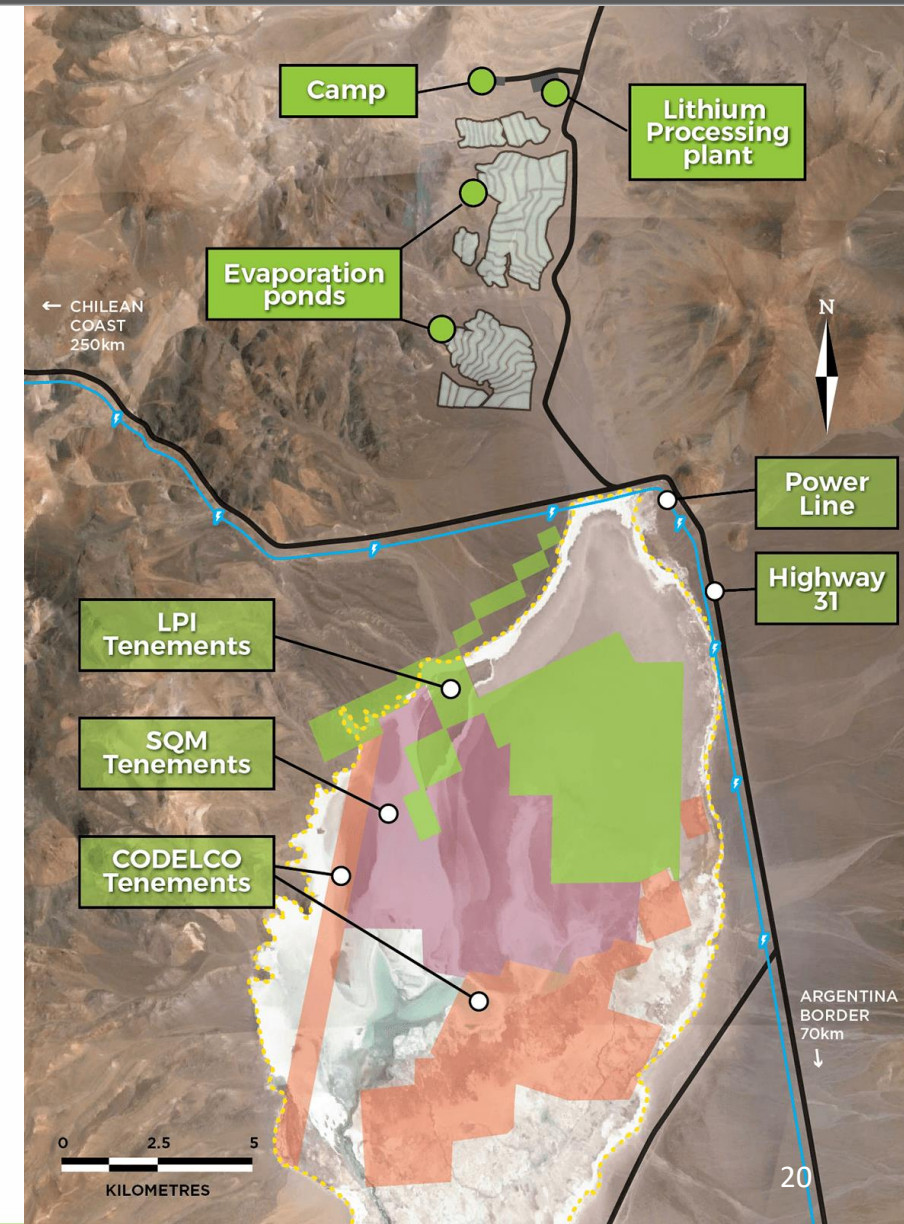 Camp
Lithium
Processing
plant
Evaporation
ponds
← CHILEAN
COAST
250km
N
Power
Line
Highway
31
LPI
Tenements
SQM
Tenements
CODELCO
Tenements
ARGENTINA
BORDER
70km
↓
0 2.5 5
KILOMETRES
20